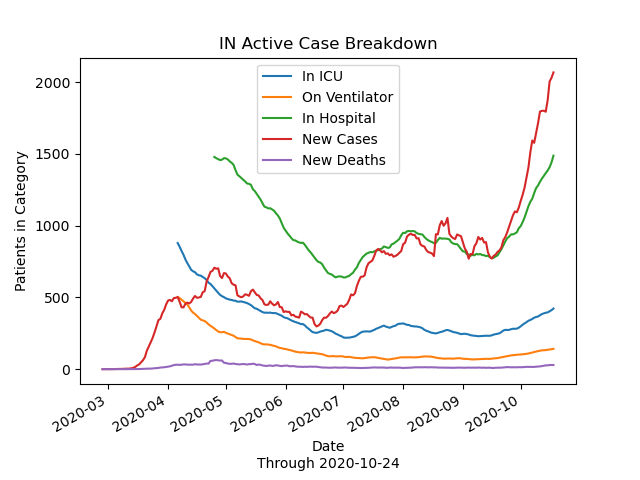 IN Active Case Breakdown
In ICU
On Ventilator
In Hospital
New Cases
New Deaths
Patients in Category
2000
1500
1000
500
0
2020-03
2020-04
2020-05
2020-06
2020-07
2020-08
2020-09
2020-10
Date
Through 2020-10-24